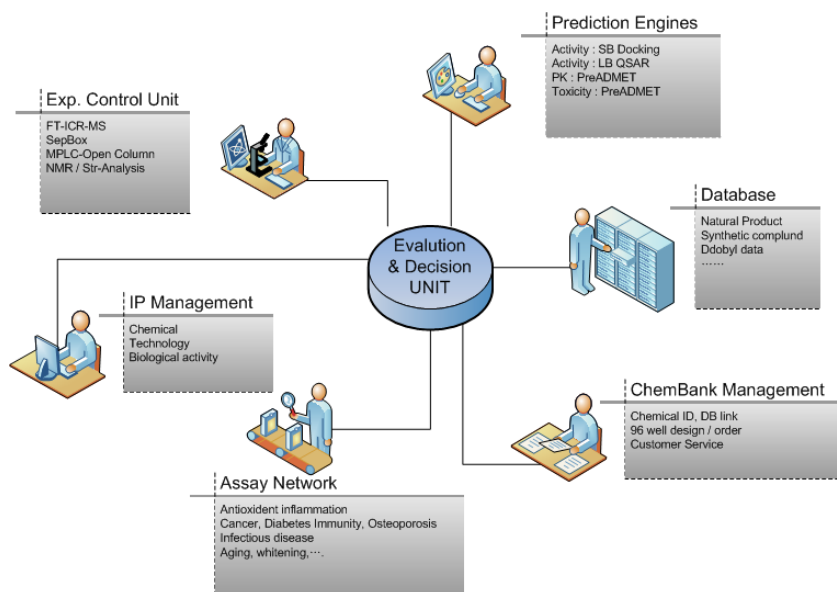 Prediction Engines
Activity : SB Docking
Activity : LB QSAR
PK : PreADMET
Toxicity : PreADMET
Exp. Control Unit
FT-ICR-MS
SepBox
MPLC-Open Column
NMR / Str-Analysis
Database
Natural Product
Synthetic complund
Ddobyl data
……
Evalution
& Decision
UNIT
IP Management
Chemical
Technology
Biological activity
ChemBank Management
Chemical ID, DB link
96 well design / order
Customer Service
Assay Network
Antioxident inflammation
Cancer, Diabetes Immunity, Osteoporosis
Infectious disease
Aging, whitening,….